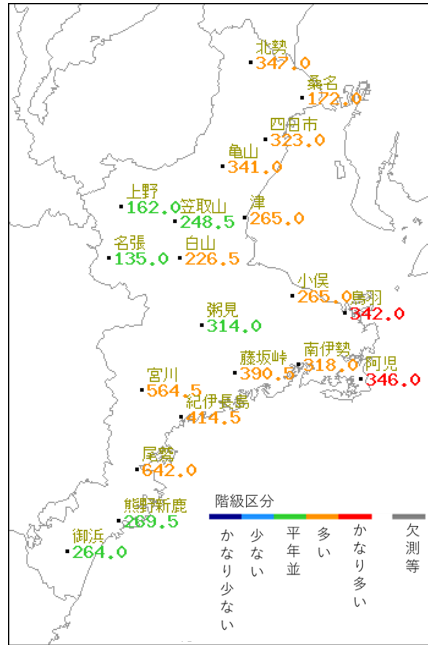 北勢
347.0
桑名
172.0
四日市
323.0
亀山
341.0
上野
162.0
笠取山
248.5
津
265.0
名張
135.0
白山
226.5
小俣
265.0
鳥羽
342.0
粥見
314.0
藤坂峠
390.5
南伊勢
318.0
阿児
346.0
宮川
564.5
紀伊長島
414.5
尾鷲
642.0
熊野新鹿
209.5
御浜
264.0
階級区分
かなり少ない
少ない
平年並
多い
かなり多い
欠測等